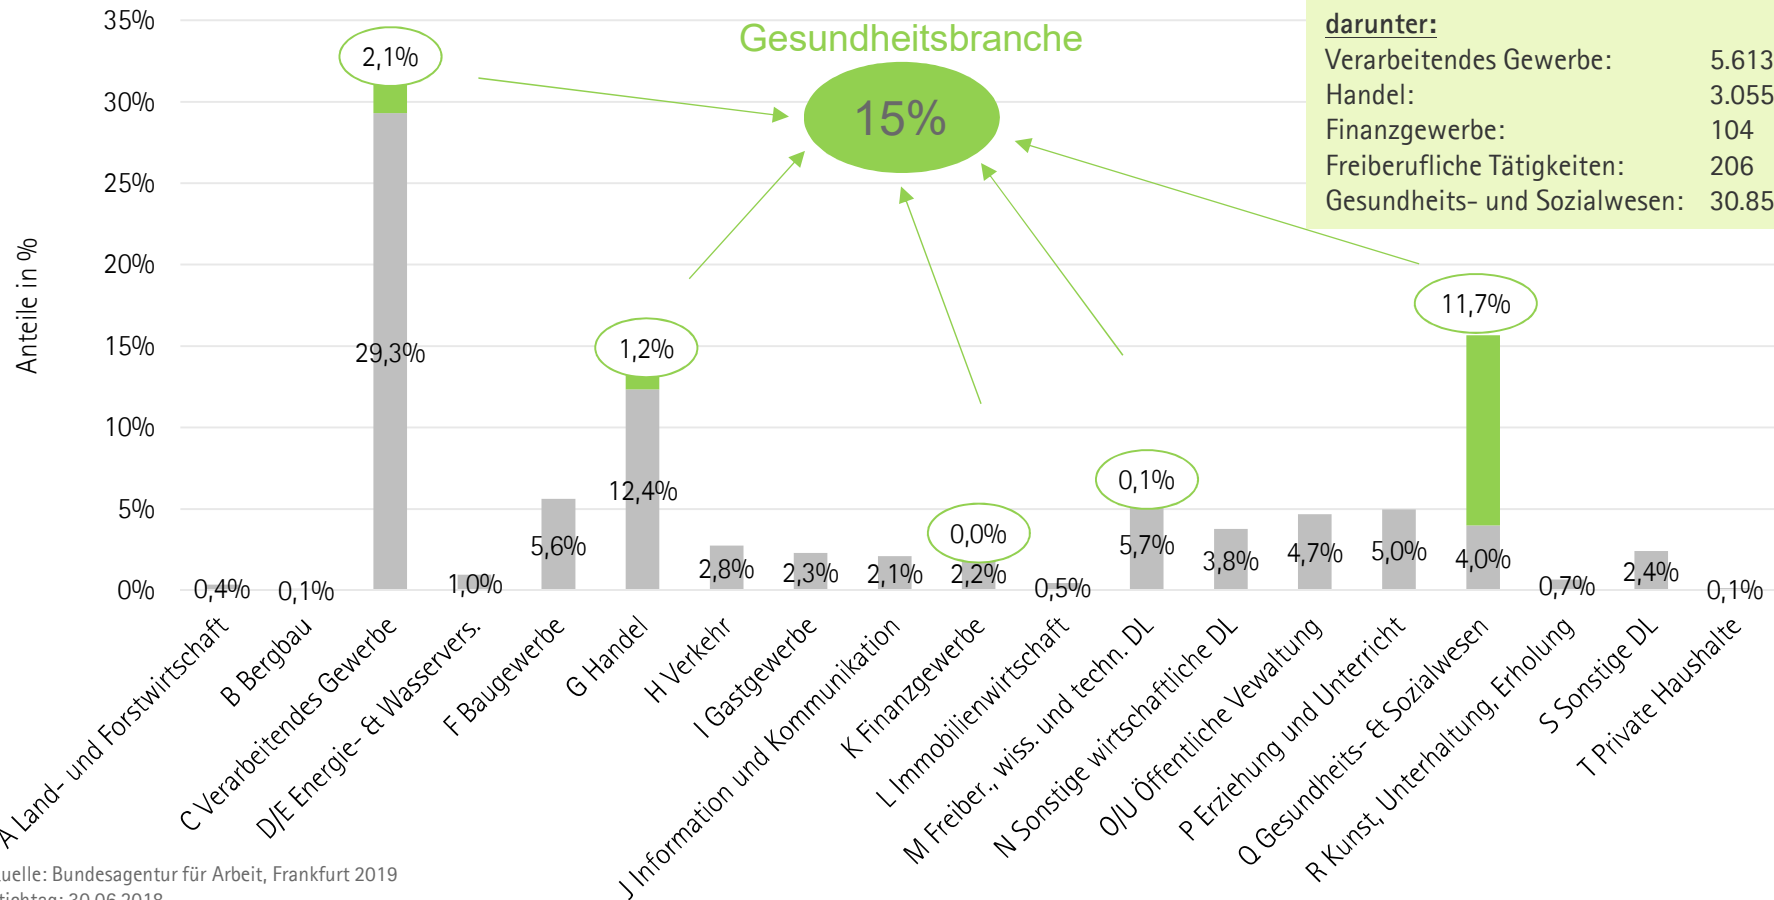 Gesundheitsbranche
15%
darunter:
Verarbeitendes Gewerbe: 5.613
Handel: 3.055
Finanzgewerbe: 104
Freiberufliche Tätigkeiten: 206
Gesundheits- und Sozialwesen: 30.85
Anteile in %
35%
30%
25%
20%
15%
10%
5%
0%
2,1%
1,2%
0,0%
0,1%
11,7%
0,4%
0,1%
29,3%
1,0%
5,6%
12,4%
2,8%
2,3%
2,1%
2,2%
0,5%
5,7%
3,8%
4,7%
5,0%
4,0%
0,7%
2,4%
0,1%
A Land- und Forstwirtschaft
B Bergbau
C Verarbeitendes Gewerbe
D/E Energie- & Wasservers.
F Baugewerbe
G Handel
H Verkehr
I Gastgewerbe
J Information und Kommunikation
K Finanzgewerbe
L Immobilienwirtschaft
M Freiber., wiss. und techn. DL
N Sonstige wirtschaftliche DL
O/U Öffentliche Vewaltung
P Erziehung und Unterricht
Q Gesundheits- & Sozialwesen
R Kunst, Unterhaltung, Erholung
S Sonstige DL
T Private Haushalte
uelle: Bundesagentur für Arbeit, Frankfurt 2019
tichtag: 30.06.2018